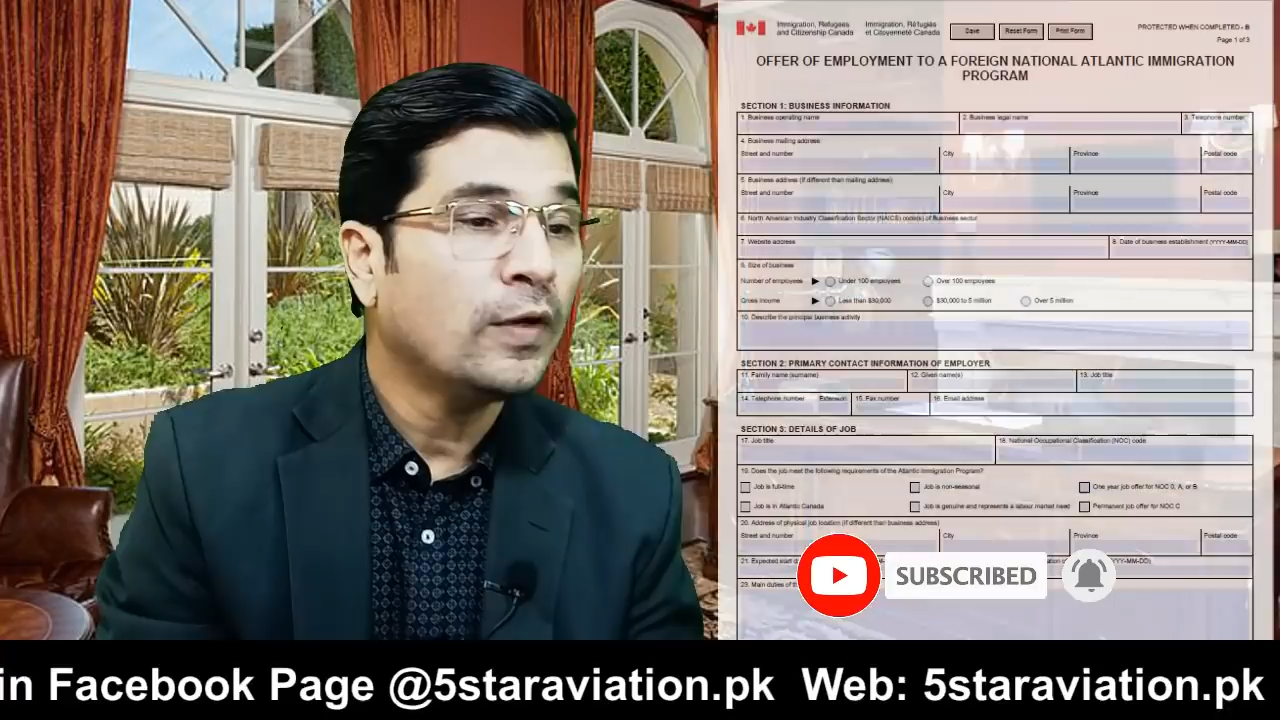 Immigration, Refugees and Citizenship Canada
Immigration, Réfugiés et Citoyenneté Canada
Save
Reset Form
Print Form
PROTECTED WHEN COMPLETED - B
Page 1 of 3
OFFER OF EMPLOYMENT TO A FOREIGN NATIONAL ATLANTIC IMMIGRATION
PROGRAM
SECTION 1: BUSINESS INFORMATION
1. Business operating name
2. Business legal name
3. Telephone number
4. Business mailing address
Street and number
City
Province
Postal code
5. Business address (if different than mailing address)
Street and number
City
Province
Postal code
6. North American Industry Classification Sector (NAICS) code(s) of Business sector
7. Website address
8. Date of business establishment (YYYY-MM-DD)
9. Size of business
Number of employees
Under 100 employees
Over 100 employees
Gross income
Less than $30,000
$30,000 to 5 million
Over 5 million
10. Describe the principal business activity
SECTION 2: PRIMARY CONTACT INFORMATION OF EMPLOYER
11. Family name (surname)
12. Given name(s)
13. Job title
14. Telephone number
Extension
15. Fax number
16. Email address
SECTION 3: DETAILS OF JOB
17. Job title
18. National Occupational Classification (NOC) code
19. Does the job meet the following requirements of the Atlantic Immigration Program?
Job is full-time
Job is non-seasonal
One year job offer for NOC 0, A, or B
Job is in Atlantic Canada
Job is genuine and represents a labour market need
Permanent job offer for NOC C
20. Address of physical job location (if different than business address)
Street and number
City
Province
Postal code
21. Expected start
YYY-MM-DD)
23. Main duties of
SUBSCRIBED
in Facebook Page @5staraviation.pk Web: 5staraviation.pk